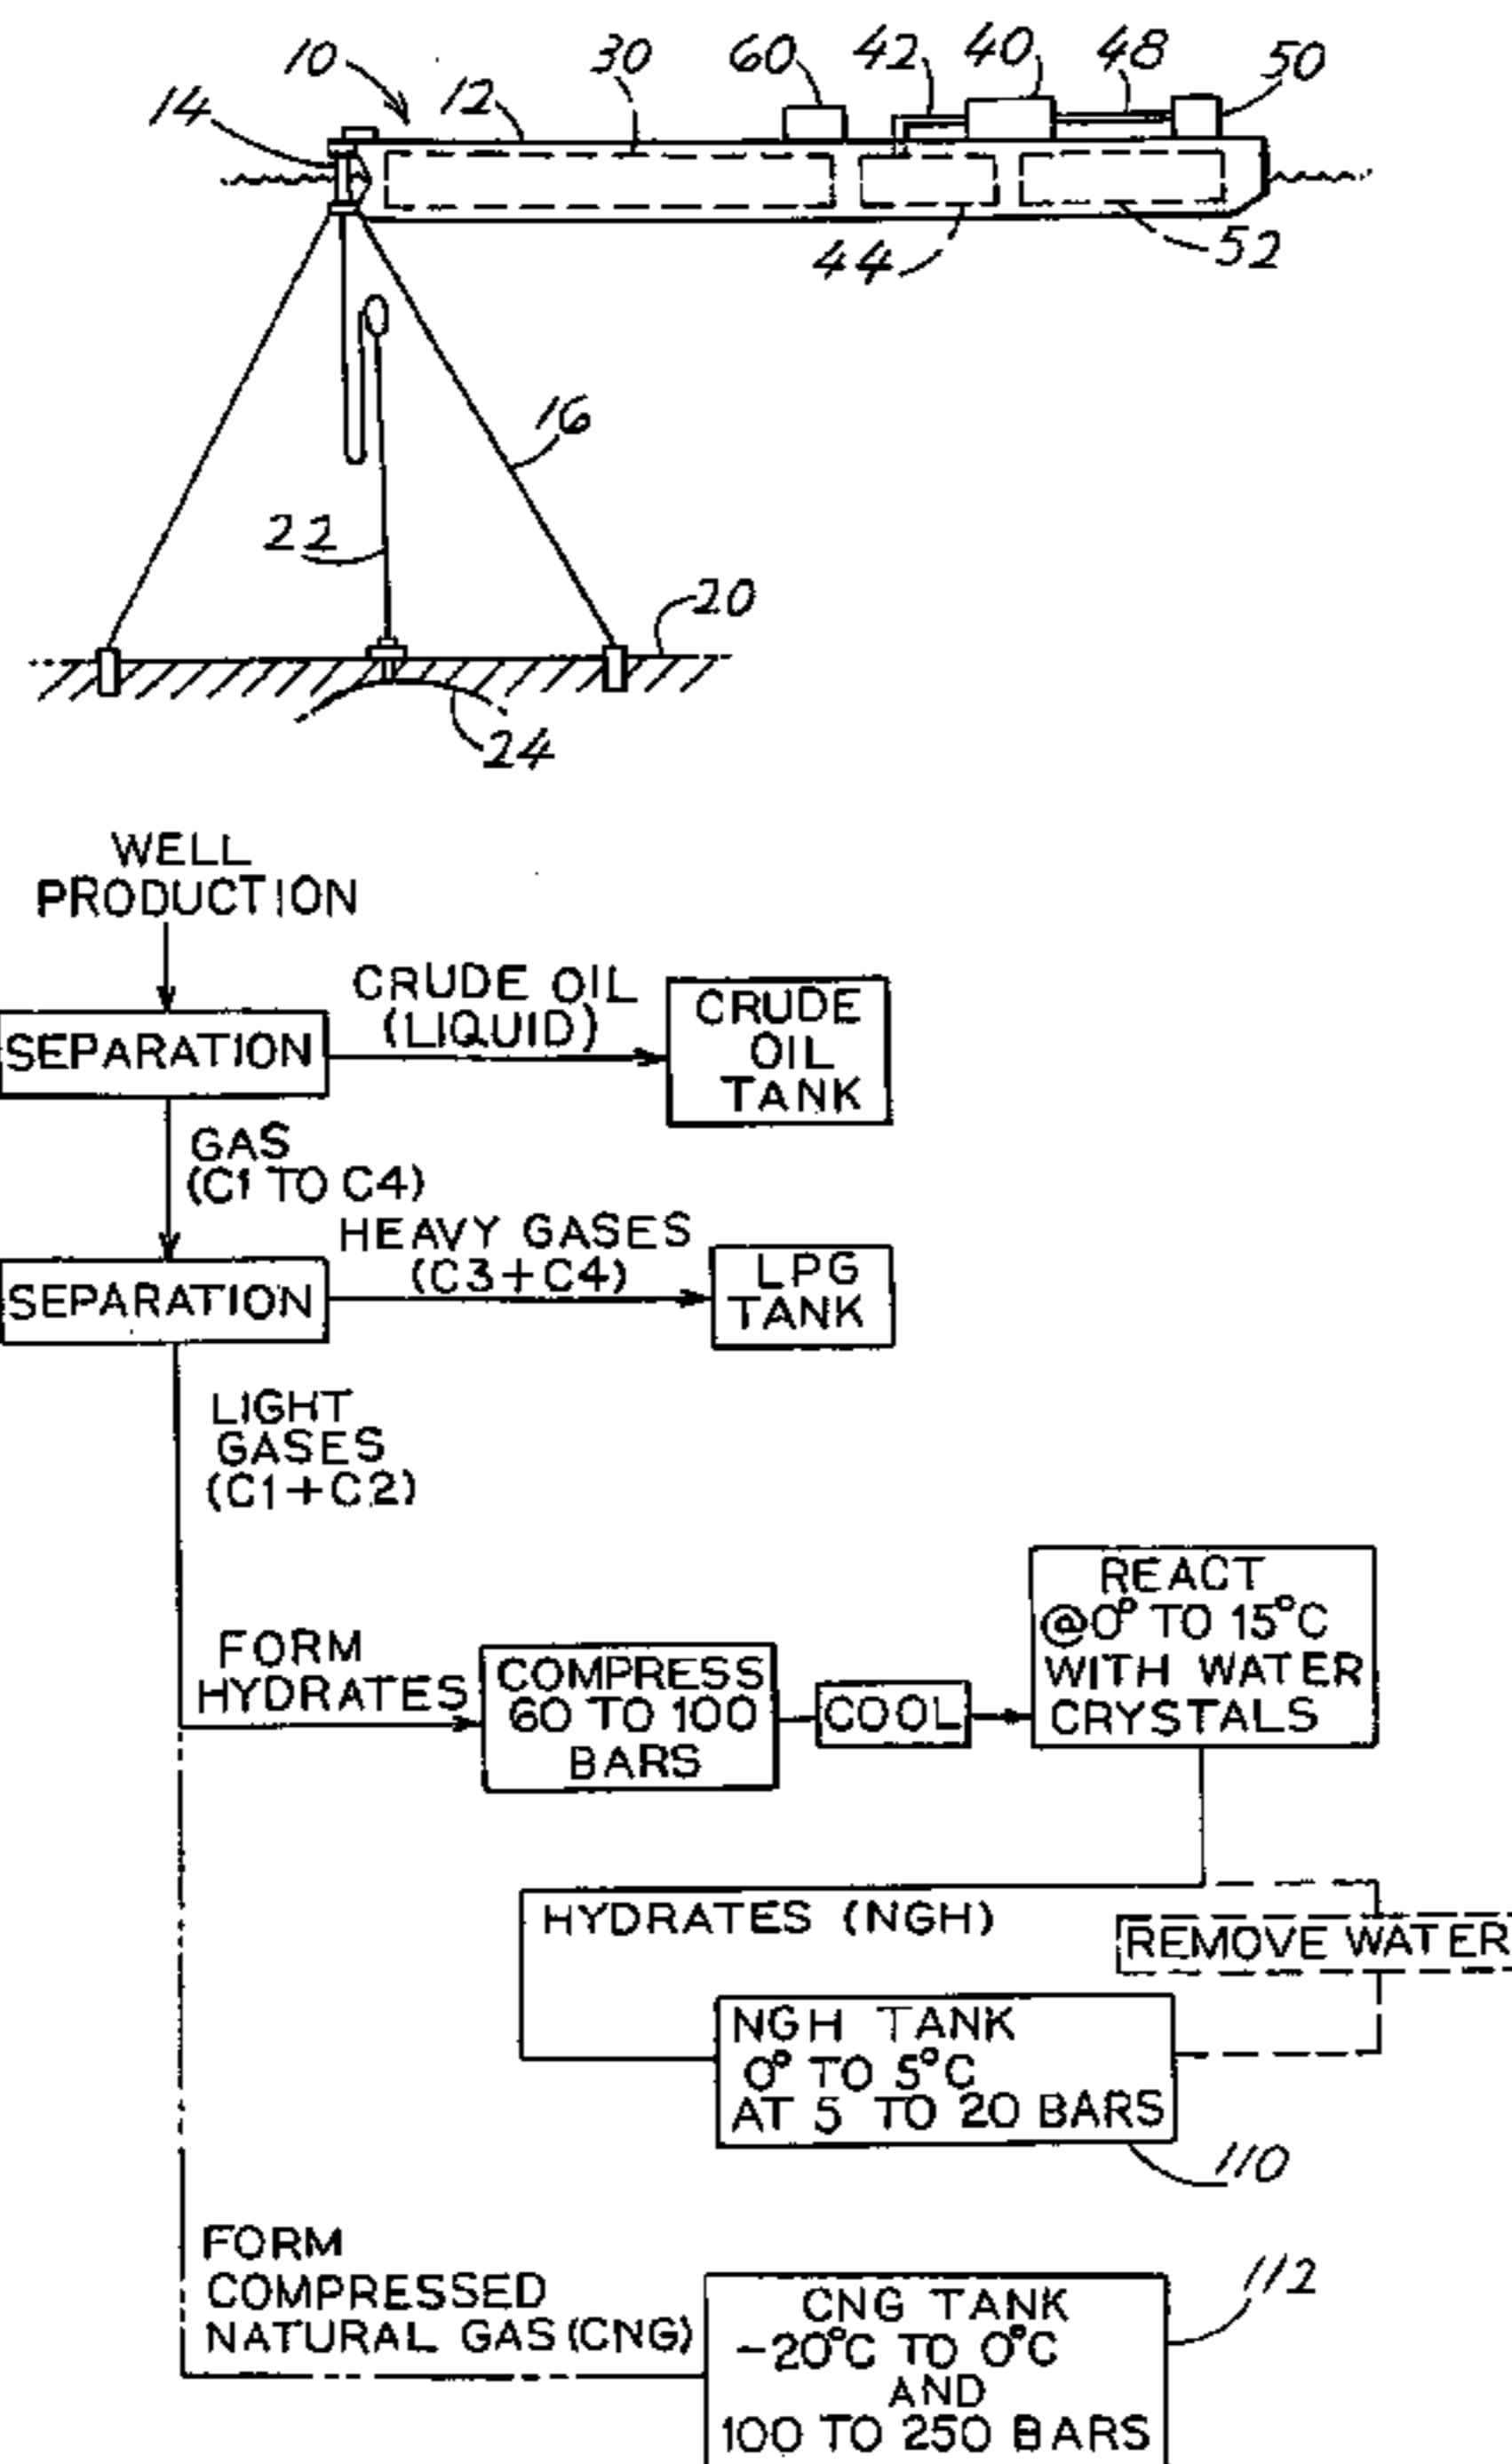 10
30
60
42
40
48
50
14
12
44
52
16
22
20
24
WELL
PRODUCTION
CRUDE OIL
(LIQUID)
CRUDE
OIL
TANK
SEPARATION
GAS
(C1 TO C4)
HEAVY GASES
(C3+C4)
LPG
TANK
SEPARATION
LIGHT
GASES
(C1+C2)
FORM
HYDRATES
COMPRESS
60 TO 100
BARS
COOL
REACT
@0° TO 15°C
WITH WATER
CRYSTALS
HYDRATES (NGH)
REMOVE WATER
NGH TANK
0° TO 5°C
AT 5 TO 20 BARS
110
FORM
COMPRESSED
NATURAL GAS (CNG)
112
CNG TANK
-20°C TO 0°C
AND
100 TO 250 BARS